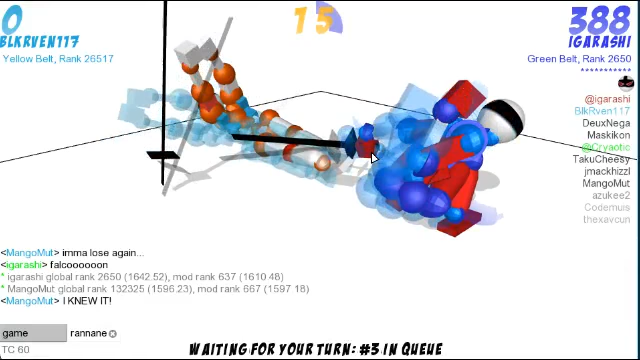 0
BLKRVEN117
Yellow Belt, Rank 26517
15
388
IGARASHI
Green Belt, Rank 2650
***********
@igarashi
BlkRven117
DeuxNega
Maskikon
@Cryaotic
TakuCheesy
jmackhizzl
MangoMut
azukee2
Codemuis
thexavcun
<MangoMut> imma lose again...
<igarashi> falcoooooon
* igarashi global rank 2650 (1642.52), mod rank 637 (1610.48)
* MangoMut global rank 132325 (1596.23), mod rank 667 (1597.18)
<MangoMut> I KNEW IT!
game
rannane
TC 60
WAITING FOR YOUR TURN: #3 IN QUEUE